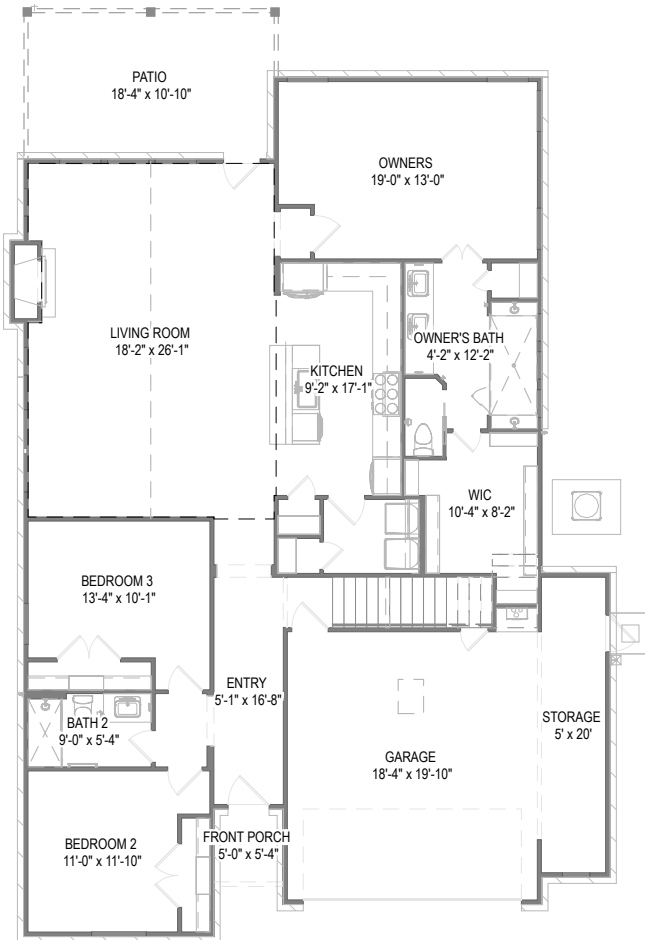 PATIO
18'-4" x 10'-10"
OWNERS
19'-0" x 13'-0"
LIVING ROOM
18'-2" x 26'-1"
OWNER'S BATH
4'-2" x 12'-2"
KITCHEN
9'-2" x 17'-1"
WIC
10'-4" x 8'-2"
BEDROOM 3
13'-4" x 10'-1"
ENTRY
5'-1" x 16'-8"
BATH 2
9'-0" x 5'-4"
STORAGE
5' x 20'
GARAGE
18'-4" x 19'-10"
FRONT PORCH
5'-0" x 5'-4"
BEDROOM 2
11'-0" x 11'-10"